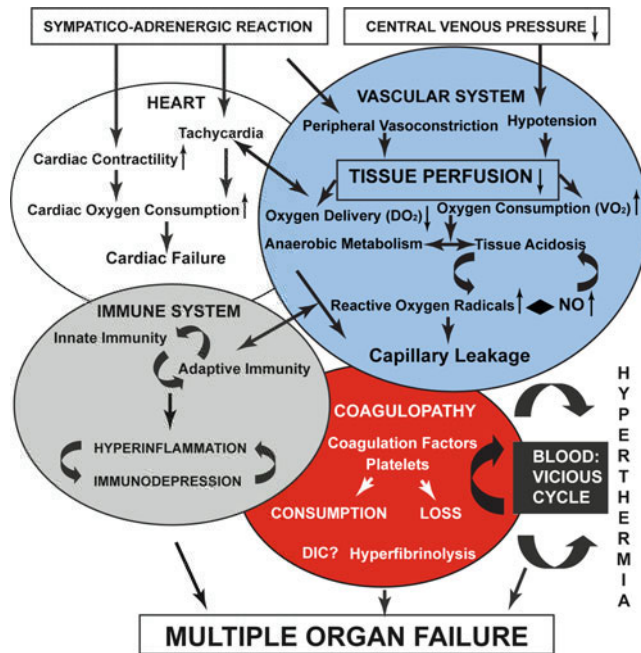 SYMPATICO-ADRENERGIC REACTION
CENTRAL VENOUS PRESSURE ↓
HEART
Tachycardia
Cardiac Contractility ↑
Cardiac Oxygen Consumption ↑
Cardiac Failure
VASCULAR SYSTEM
Peripheral Vasoconstriction
Hypotension
TISSUE PERFUSION ↓
Oxygen Delivery (DO₂) ↓
Oxygen Consumption (VO₂) ↑
Anaerobic Metabolism
Tissue Acidosis
Reactive Oxygen Radicals ↑
NO ↑
Capillary Leakage
IMMUNE SYSTEM
Innate Immunity
Adaptive Immunity
HYPERINFLAMMATION
IMMUNODEPRESSION
COAGULOPATHY
Coagulation Factors
Platelets
CONSUMPTION
LOSS
DIC? Hyperfibrinolysis
BLOOD:
VICIOUS
CYCLE
HYPERTHERMIA
MULTIPLE ORGAN FAILURE